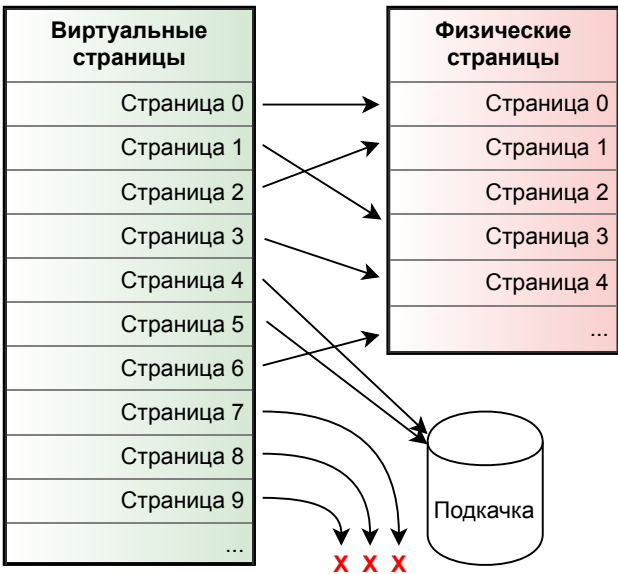 Виртуальные
страницы
Страница 0
Страница 1
Страница 2
Страница 3
Страница 4
Страница 5
Страница 6
Страница 7
Страница 8
Страница 9
...
Физические
страницы
Страница 0
Страница 1
Страница 2
Страница 3
Страница 4
...
Подкачка
X X X